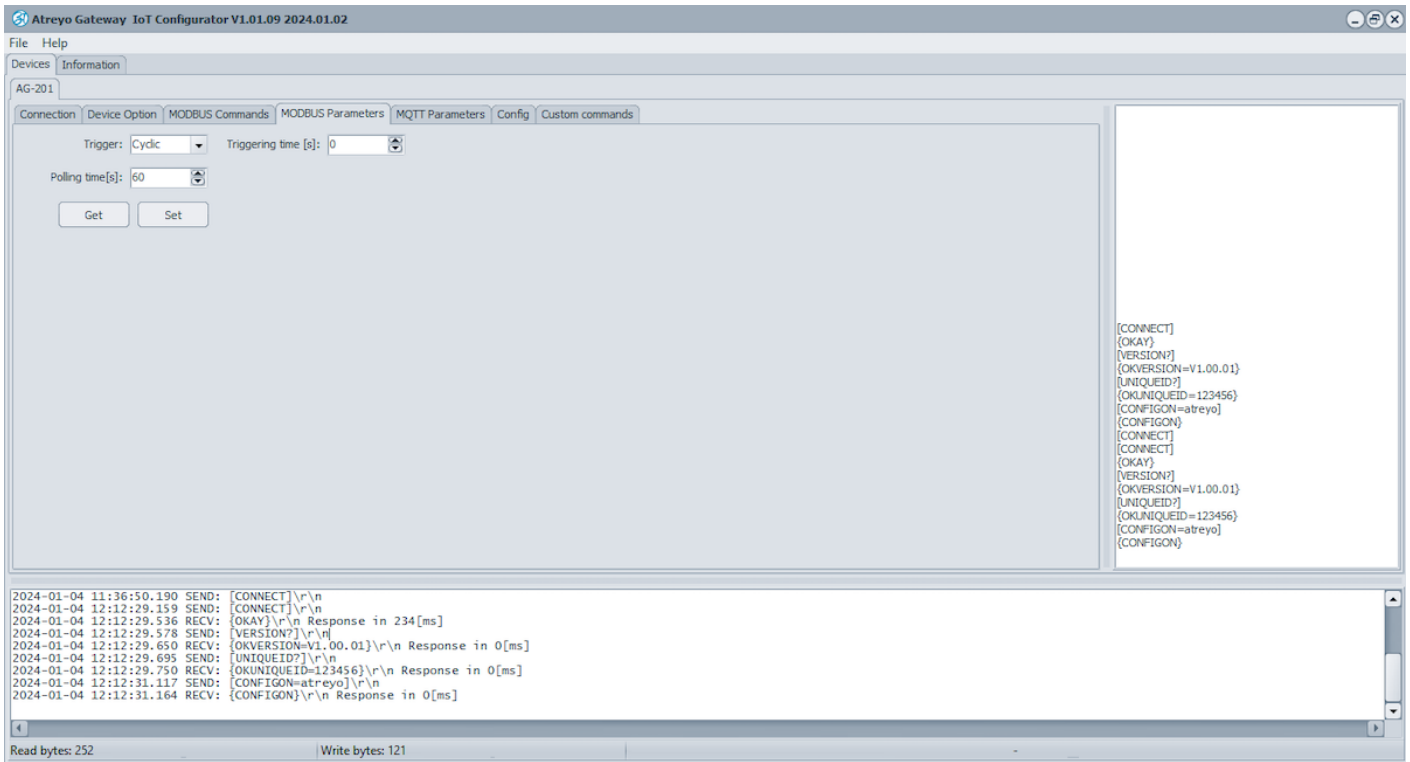 Atreyo Gateway IoT Configurator V1.01.09 2024.01.02
File Help
Devices Information
AG-201
Connection Device Option MODBUS Commands MODBUS Parameters MQTT Parameters Config Custom commands
Trigger: Cyclic Triggering time [s]: 0
Polling time[s]: 60
Get Set
[CONNECT]
{OKAY}
[VERSION?]
{OKVERSION=V1.00.01}
[UNIQUEID?]
{OKUNIQUEID=123456}
[CONFIGON=atreyo]
{CONFIGON}
[CONNECT]
[CONNECT]
{OKAY}
[VERSION?]
{OKVERSION=V1.00.01}
[UNIQUEID?]
{OKUNIQUEID=123456}
[CONFIGON=atreyo]
{CONFIGON}
2024-01-04 11:36:50.190 SEND: [CONNECT]\r\n
2024-01-04 12:12:29.159 SEND: [CONNECT]\r\n
2024-01-04 12:12:29.536 RECV: {OKAY}\r\n Response in 234[ms]
2024-01-04 12:12:29.578 SEND: [VERSION?]\r\n
2024-01-04 12:12:29.650 RECV: {OKVERSION=V1.00.01}\r\n Response in 0[ms]
2024-01-04 12:12:29.695 SEND: [UNIQUEID?]\r\n
2024-01-04 12:12:29.750 RECV: {OKUNIQUEID=123456}\r\n Response in 0[ms]
2024-01-04 12:12:31.117 SEND: [CONFIGON=atreyo]\r\n
2024-01-04 12:12:31.164 RECV: {CONFIGON}\r\n Response in 0[ms]
Read bytes: 252 Write bytes: 121 -